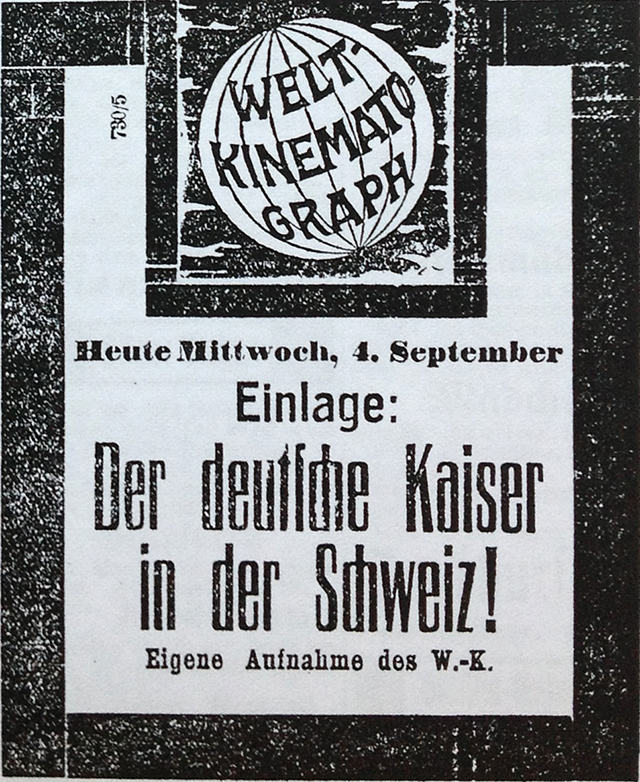 WELT-
KINEMATO-
GRAPH
730/5
Heute Mittwoch, 4. September
Einlage:
Der deutſche Kaiser
in der Schweiz!
Eigene Aufnahme des W.-K.